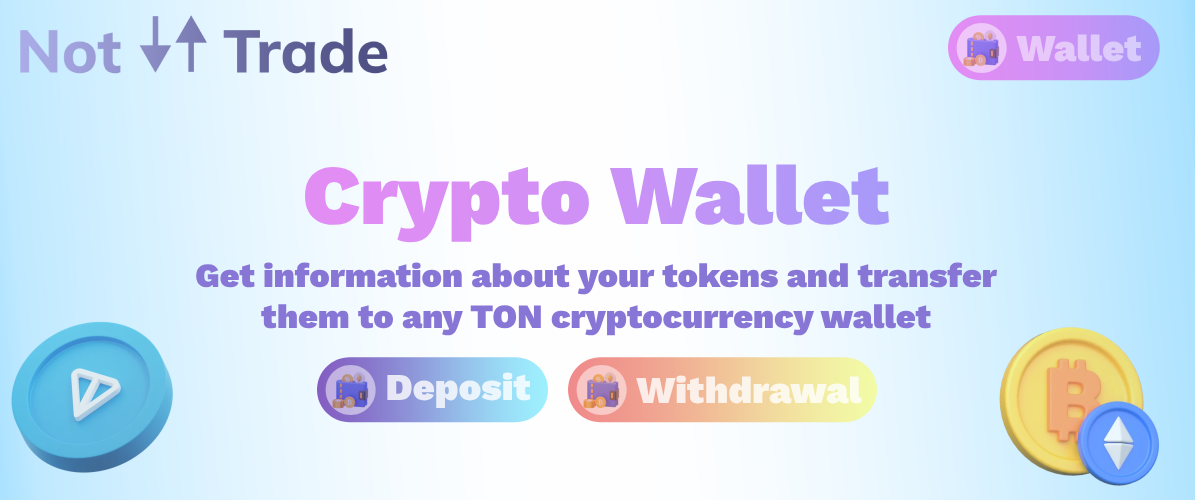 Not Trade
Wallet
Crypto Wallet
Get information about your tokens and transfer
them to any TON cryptocurrency wallet
Deposit
Withdrawal